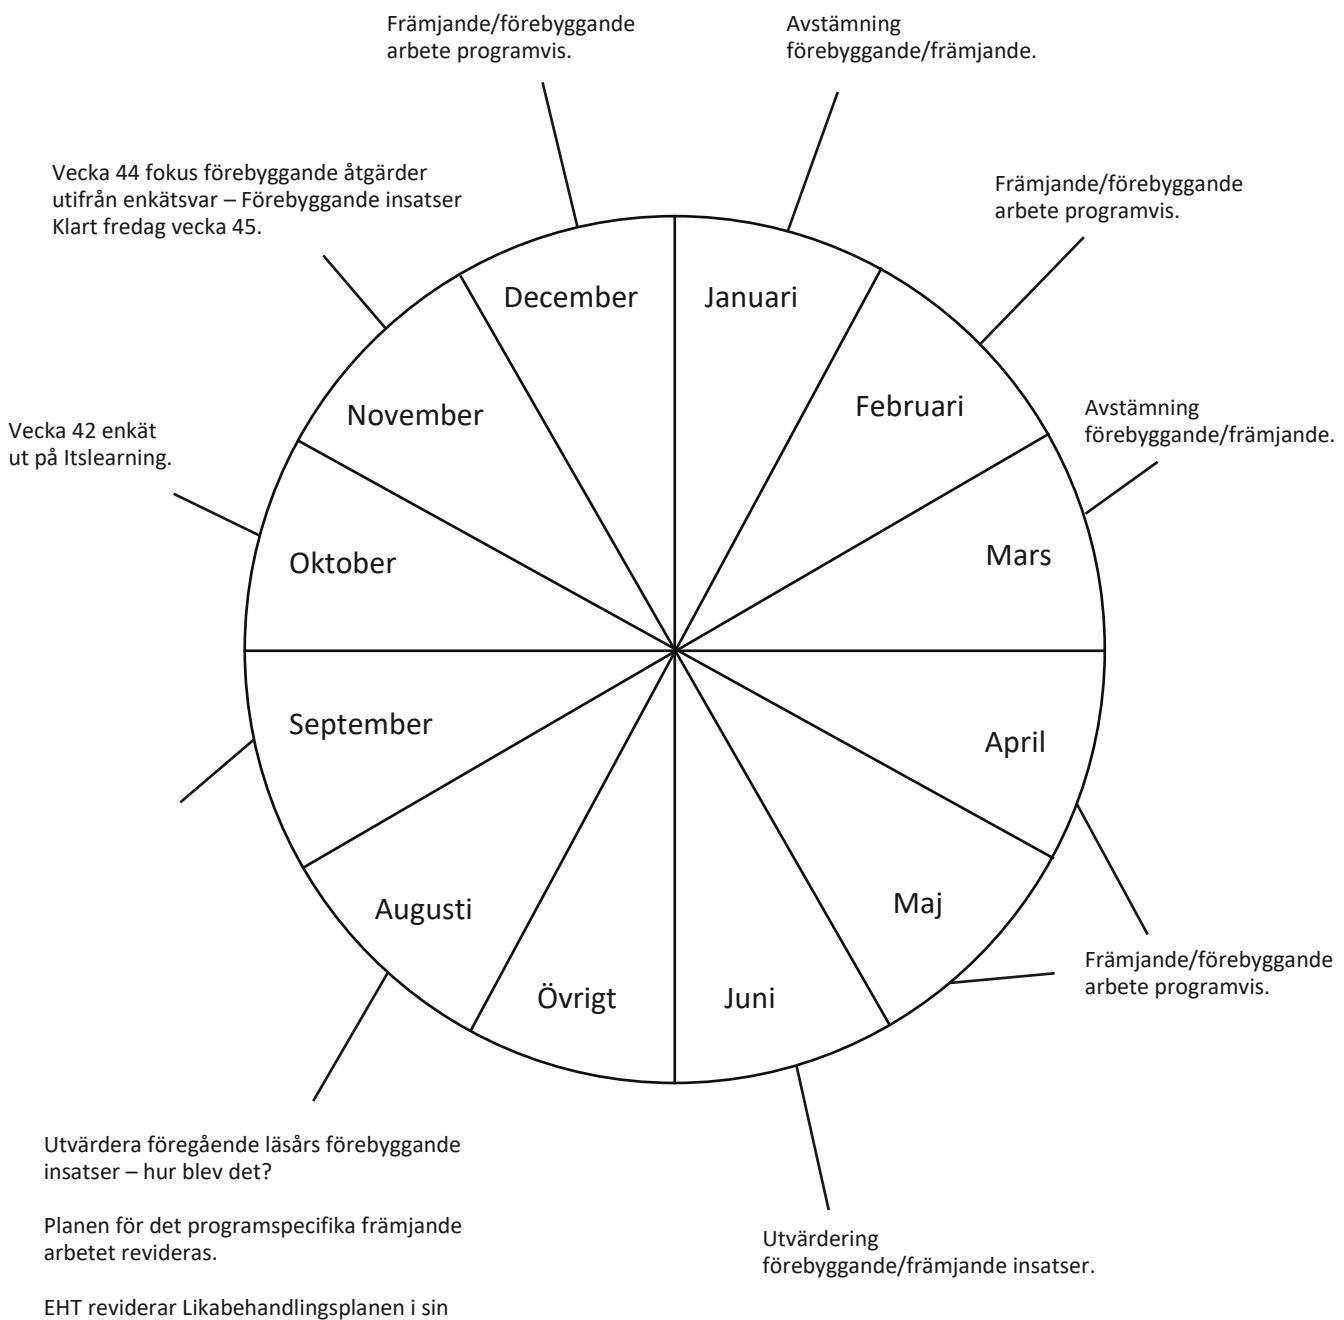 Främjande/förebyggande
arbete programvis.
Avstämning
förebyggande/främjande.
Vecka 44 fokus förebyggande åtgärder
utifrån enkätsvar – Förebyggande insatser
Klart fredag vecka 45.
Främjande/förebyggande
arbete programvis.
December
Januari
November
Februari
Vecka 42 enkät
ut på Itslearning.
Avstämning
förebyggande/främjande.
Oktober
Mars
September
April
Augusti
Maj
Övrigt
Juni
Främjande/förebyggande
arbete programvis.
Utvärdera föregående läsårs förebyggande
insatser – hur blev det?
Planen för det programspecifika främjande
arbetet revideras.
EHT reviderar Likabehandlingsplanen i sin
Utvärdering
förebyggande/främjande insatser.